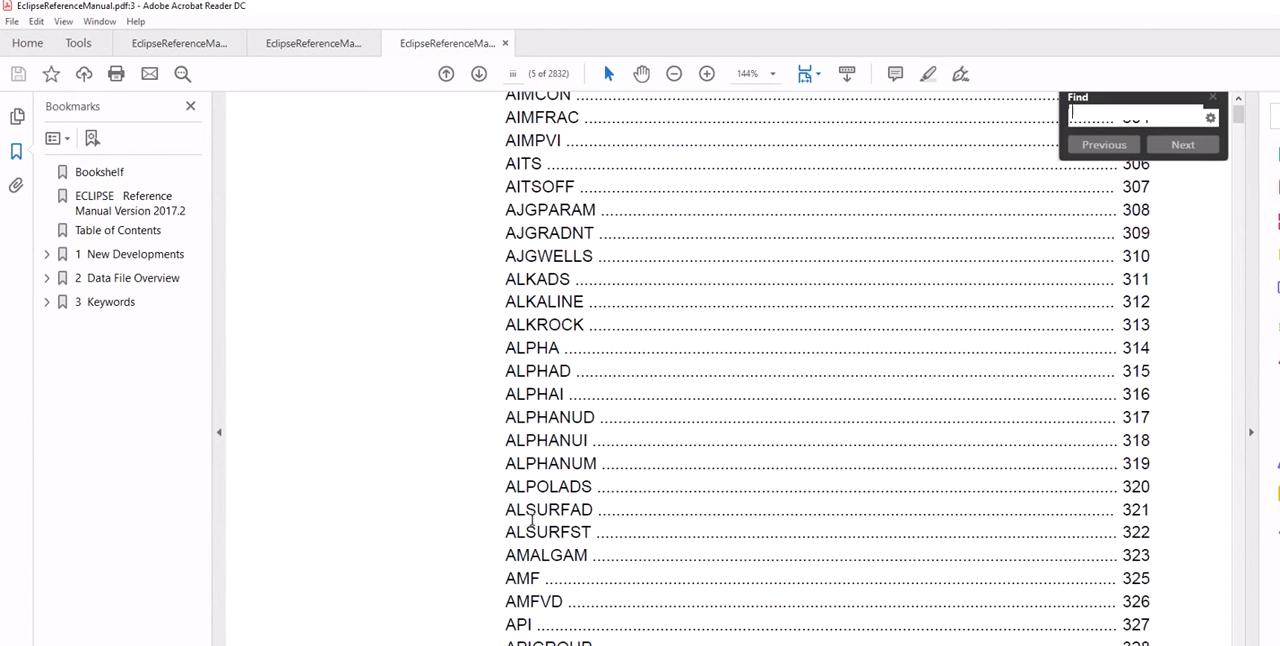 EclipseReferenceManual.pdf:3 - Adobe Acrobat Reader DC
File Edit View Window Help
Home Tools EclipseReferenceMa... EclipseReferenceMa... EclipseReferenceMa... ×
iii (5 of 2832) 144%
Bookmarks
Bookshelf
ECLIPSE Reference
Manual Version 2017.2
Table of Contents
1 New Developments
2 Data File Overview
3 Keywords
Find
Previous Next
AIMCON
AIMFRAC
AIMPVI
AITS 306
AITSOFF 307
AJGPARAM 308
AJGRADNT 309
AJGWELLS 310
ALKADS 311
ALKALINE 312
ALKROCK 313
ALPHA 314
ALPHAD 315
ALPHAI 316
ALPHANUD 317
ALPHANUI 318
ALPHANUM 319
ALPOLADS 320
ALSURFAD 321
ALSURFST 322
AMALGAM 323
AMF 325
AMFVD 326
API 327
APIGROUP 328